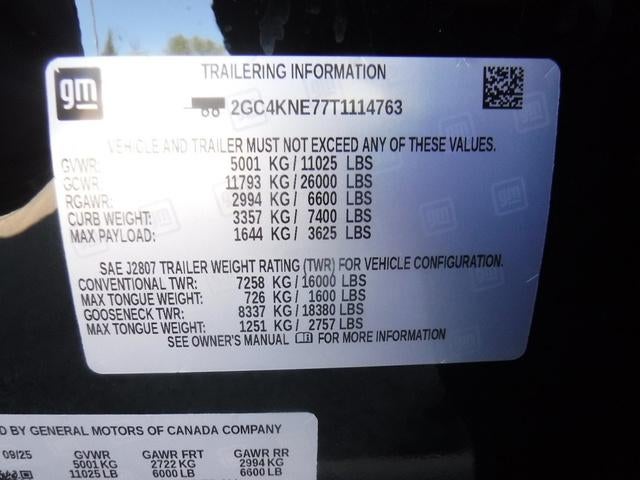 gm
TRAILERING INFORMATION
2GC4KNE77T1114763
VEHICLE AND TRAILER MUST NOT EXCEED ANY OF THESE VALUES.
GVWR: 5001 KG / 11025 LBS
GCWR: 11793 KG / 26000 LBS
RGAWR: 2994 KG / 6600 LBS
CURB WEIGHT: 3357 KG / 7400 LBS
MAX PAYLOAD: 1644 KG / 3625 LBS
SAE J2807 TRAILER WEIGHT RATING (TWR) FOR VEHICLE CONFIGURATION.
CONVENTIONAL TWR: 7258 KG / 16000 LBS
MAX TONGUE WEIGHT: 726 KG / 1600 LBS
GOOSENECK TWR: 8337 KG / 18380 LBS
MAX TONGUE WEIGHT: 1251 KG / 2757 LBS
SEE OWNER'S MANUAL FOR MORE INFORMATION
D BY GENERAL MOTORS OF CANADA COMPANY
09/25 GVWR GAWR FRT GAWR RR
5001 KG 2722 KG 2994 KG
11025 LB 6000 LB 6600 LB